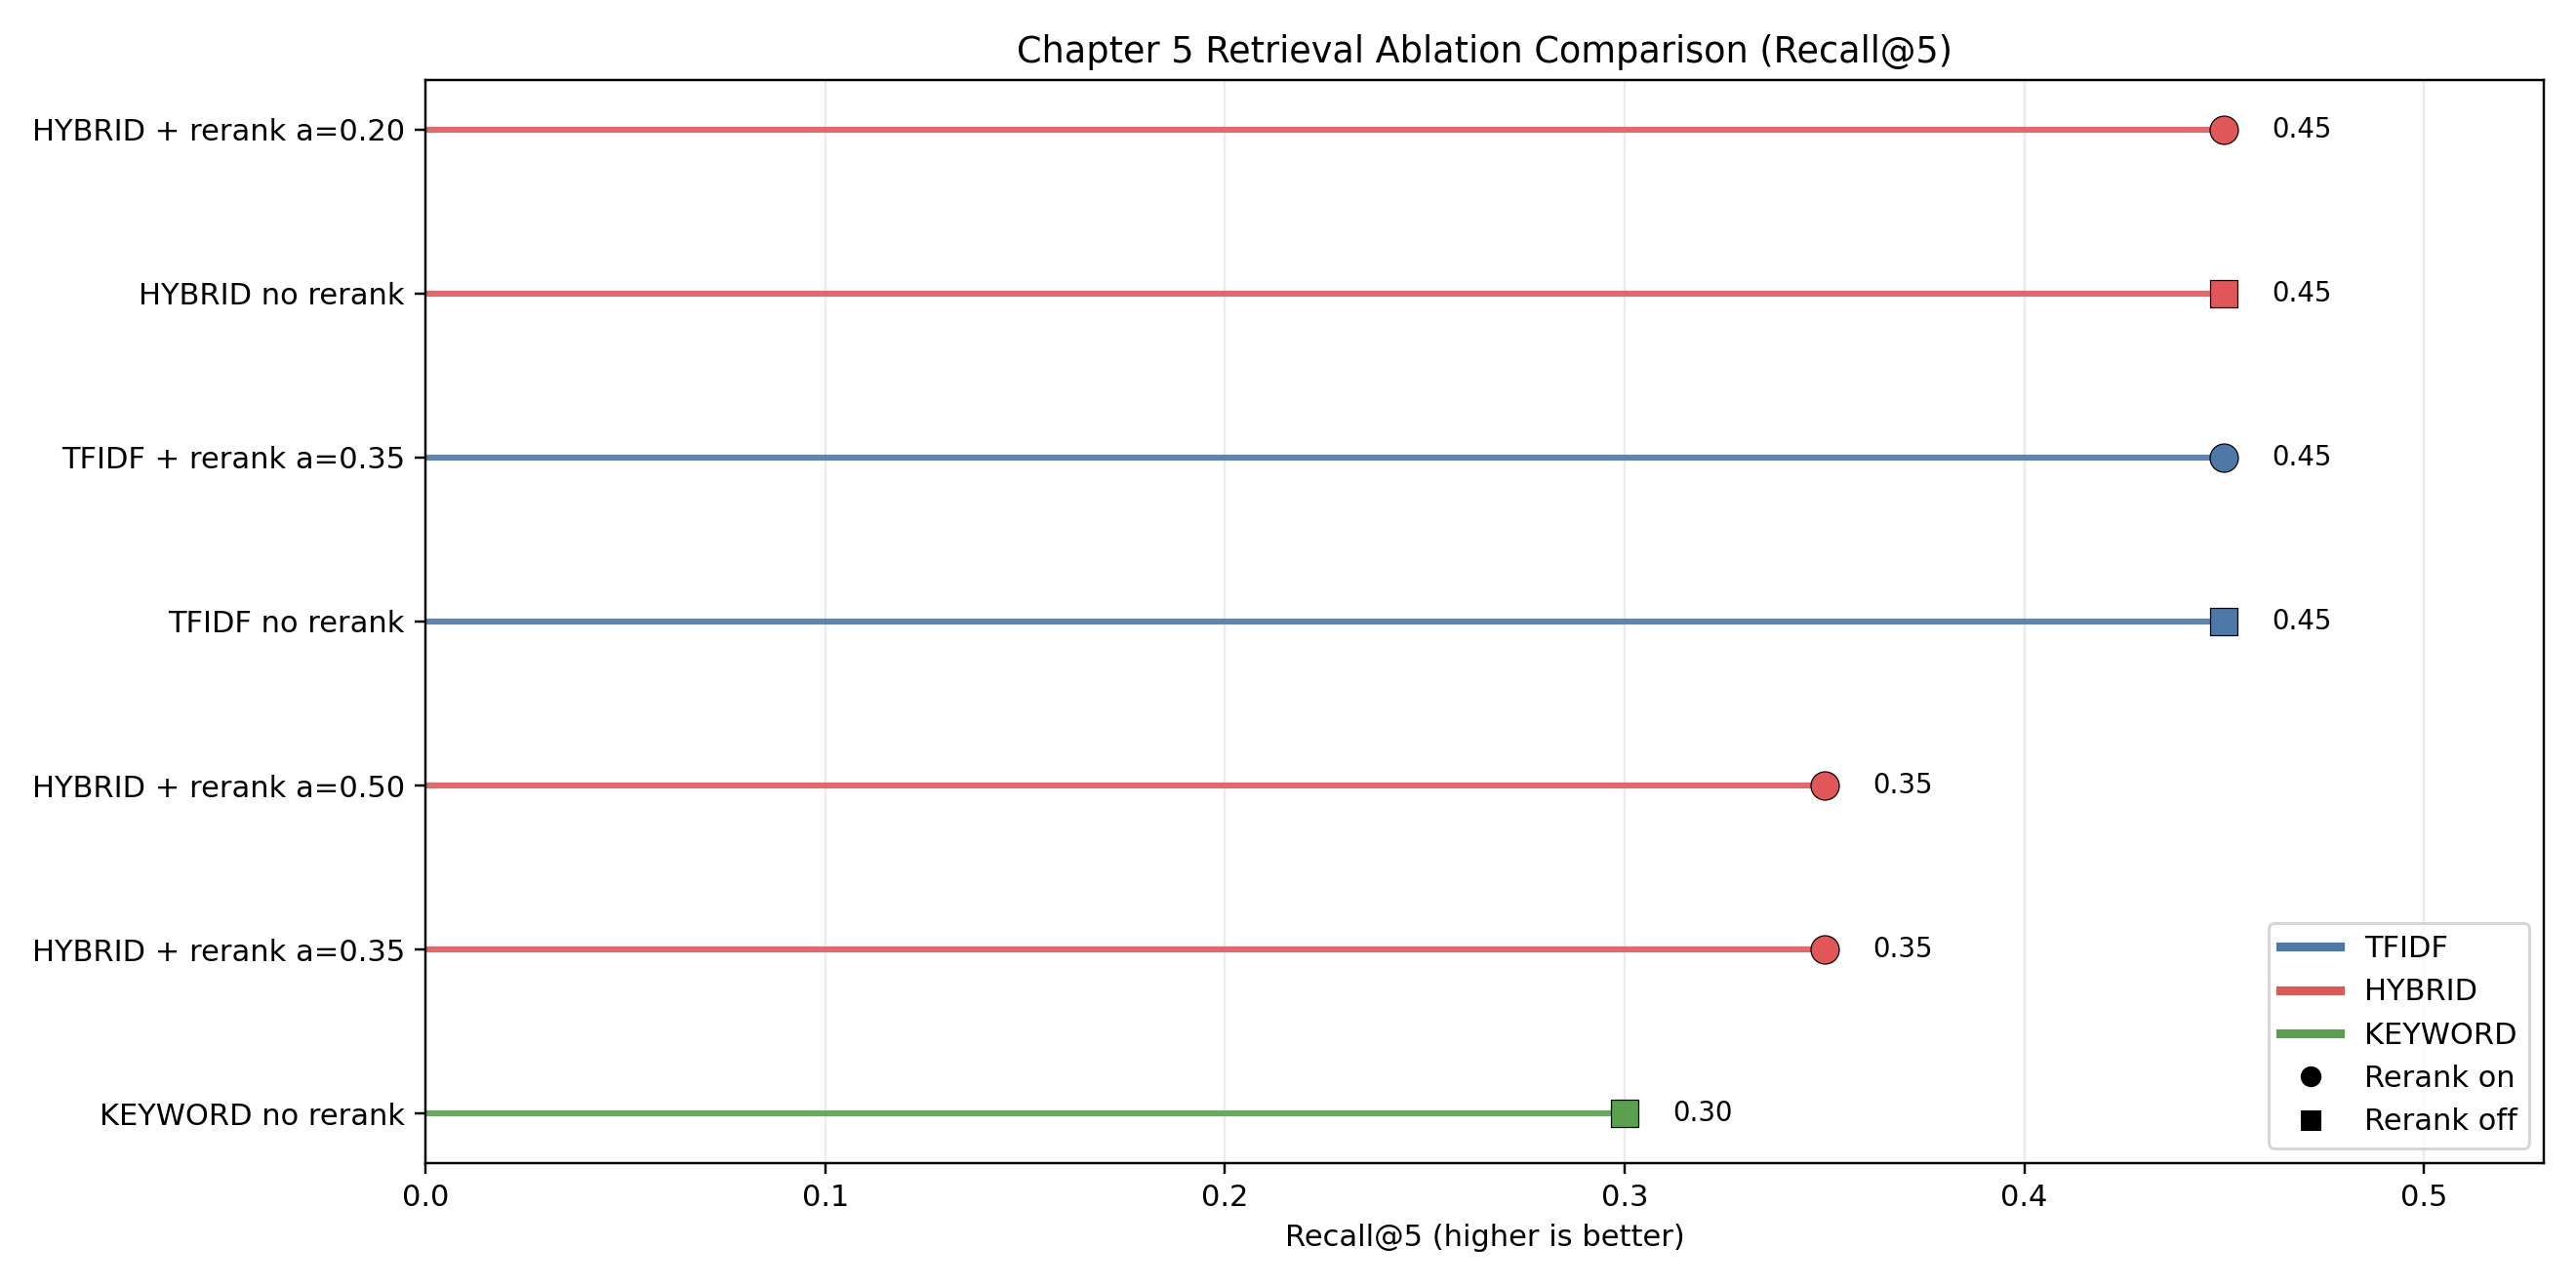 Chapter 5 Retrieval Ablation Comparison (Recall@5)
HYBRID + rerank a=0.20
0.45
HYBRID no rerank
0.45
TFIDF + rerank a=0.35
0.45
TFIDF no rerank
0.45
HYBRID + rerank a=0.50
0.35
HYBRID + rerank a=0.35
0.35
KEYWORD no rerank
0.30
TFIDF
HYBRID
KEYWORD
Rerank on
Rerank off
0.0 0.1 0.2 0.3 0.4 0.5
Recall@5 (higher is better)